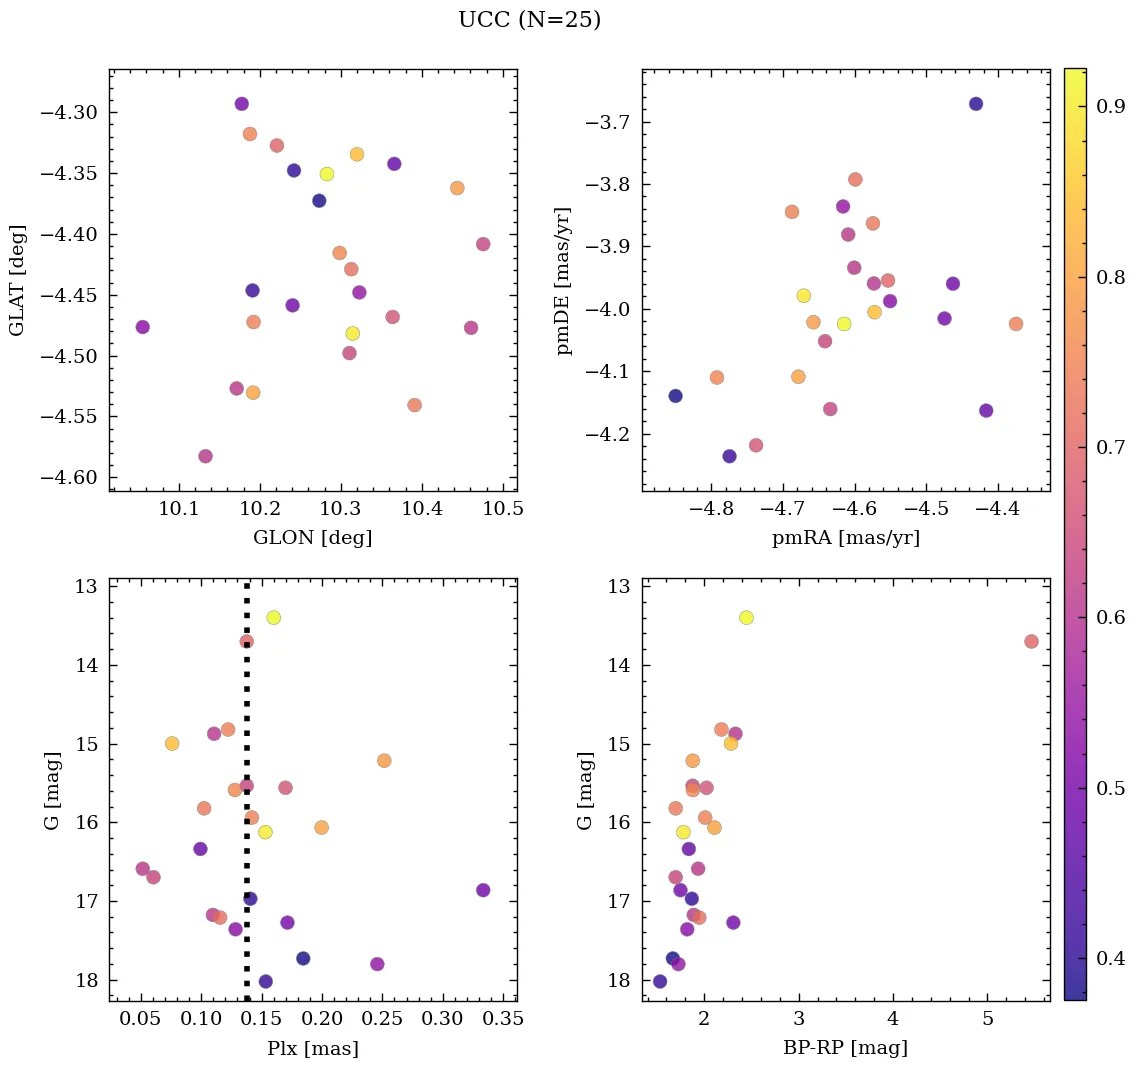 UCC (N=25)
−4.30
−4.35
−4.40
−4.45
−4.50
−4.55
−4.60
GLAT [deg]
10.1 10.2 10.3 10.4 10.5
GLON [deg]
−3.7
−3.8
−3.9
−4.0
−4.1
−4.2
pmDE [mas/yr]
−4.8 −4.7 −4.6 −4.5 −4.4
pmRA [mas/yr]
13
14
15
16
17
18
G [mag]
0.05 0.10 0.15 0.20 0.25 0.30 0.35
Plx [mas]
13
14
15
16
17
18
G [mag]
2 3 4 5
BP-RP [mag]
0.9
0.8
0.7
0.6
0.5
0.4